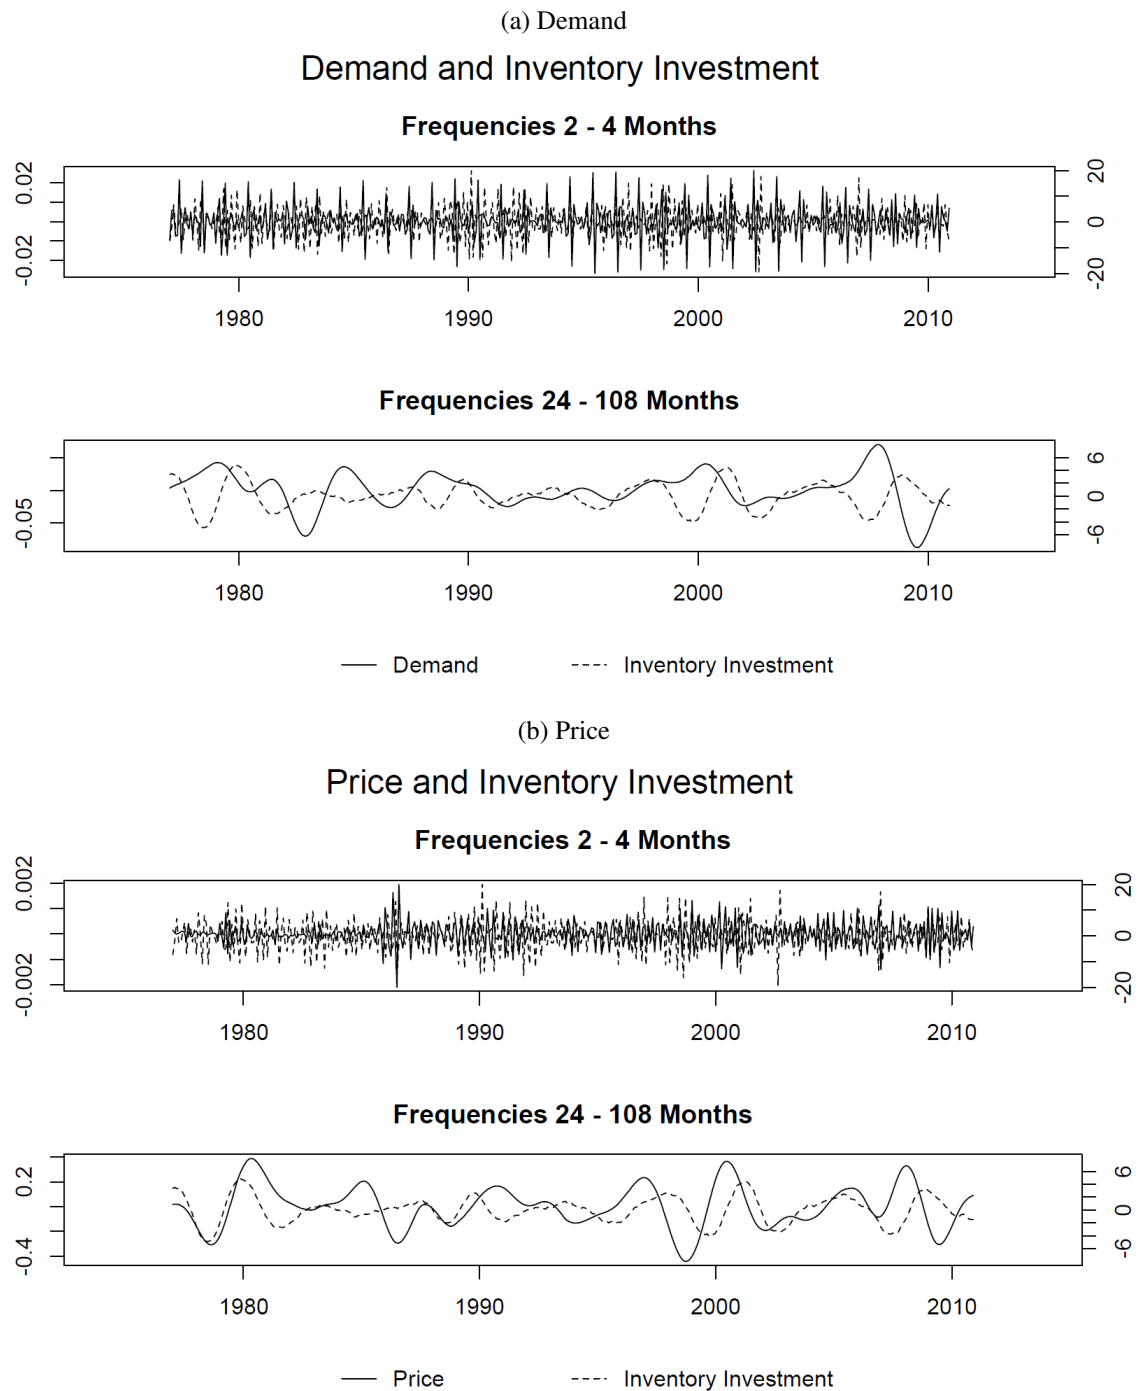 (a) Demand
Demand and Inventory Investment
Frequencies 2 - 4 Months
0.02
-0.02
20
0
-20
1980 1990 2000 2010
Frequencies 24 - 108 Months
-0.05
6
0
-6
1980 1990 2000 2010
Demand Inventory Investment
(b) Price
Price and Inventory Investment
Frequencies 2 - 4 Months
0.002
-0.002
20
0
-20
1980 1990 2000 2010
Frequencies 24 - 108 Months
0.2
-0.4
6
0
-6
1980 1990 2000 2010
Price Inventory Investment